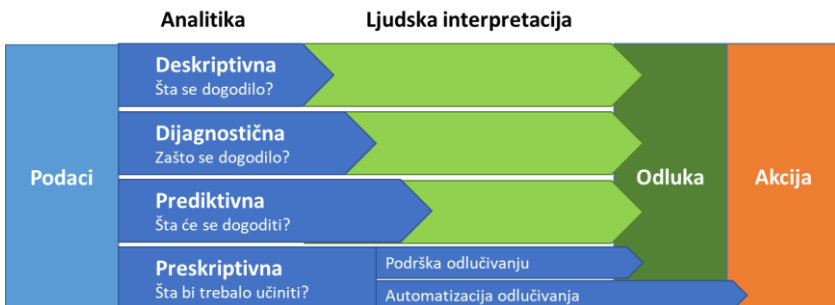 Analitika
Ljudska interpretacija
Podaci
Deskriptivna
Šta se dogodilo?
Dijagnostična
Zašto se dogodilo?
Prediktivna
Šta će se dogoditi?
Preskriptivna
Šta bi trebalo učiniti?
Podrška odlučivanju
Automatizacija odlučivanja
Odluka
Akcija